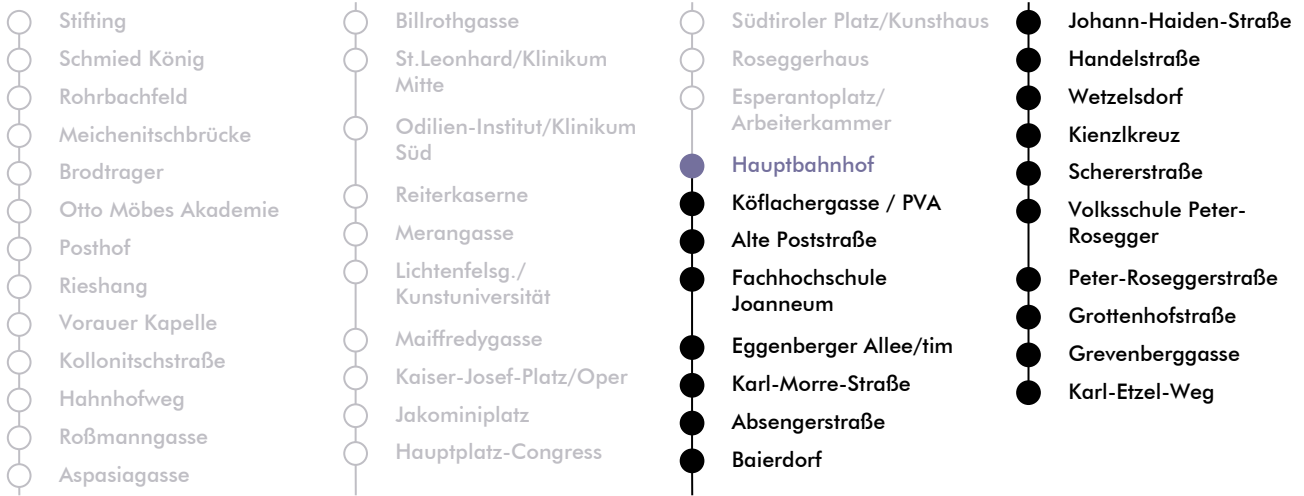 Stifting
Schmied König
Rohrbachfeld
Meichenitschbrücke
Brodtrager
Otto Möbes Akademie
Posthof
Rieshang
Vorauer Kapelle
Kollonitschstraße
Hahnhofweg
Roßmanngasse
Aspasiagasse
Billrothgasse
St.Leonhard/Klinikum
Mitte
Odilien-Institut/Klinikum
Süd
Reiterkaserne
Merangasse
Lichtenfelsg./
Kunstuniversität
Maiffredygasse
Kaiser-Josef-Platz/Oper
Jakominiplatz
Hauptplatz-Congress
Südtiroler Platz/Kunsthaus
Roseggerhaus
Esperantoplatz/
Arbeiterkammer
Hauptbahnhof
Köflachergasse / PVA
Alte Poststraße
Fachhochschule
Joanneum
Eggenberger Allee/tim
Karl-Morre-Straße
Absengerstraße
Baierdorf
Johann-Haiden-Straße
Handelstraße
Wetzelsdorf
Kienzlkreuz
Schererstraße
Volksschule Peter-
Rosegger
Peter-Roseggerstraße
Grottenhofstraße
Grevenberggasse
Karl-Etzel-Weg